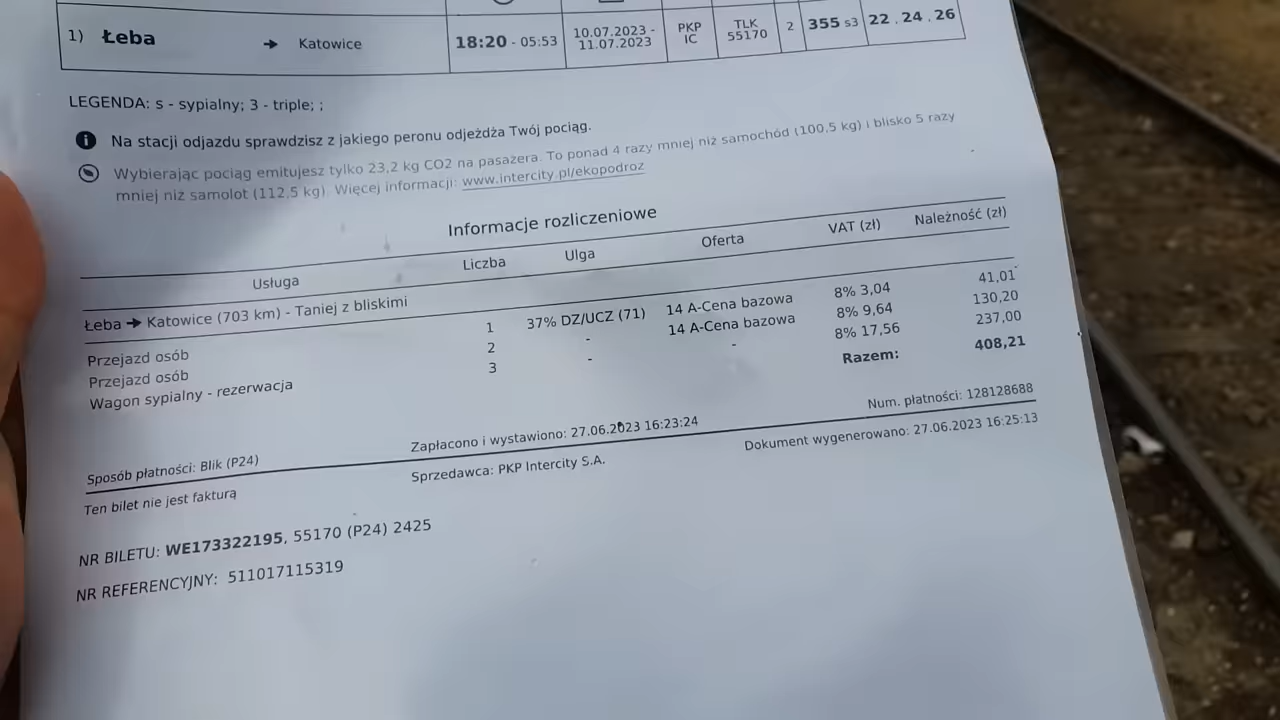 1) Łeba → Katowice 18:20 - 05:53 10.07.2023 - 11.07.2023 PKP IC TLK 55170 2 355 s3 22 . 24 . 26
LEGENDA: s - sypialny; 3 - triple; ;
Na stacji odjazdu sprawdzisz z jakiego peronu odjeżdża Twój pociąg.
Wybierając pociąg emitujesz tylko 23,2 kg CO2 na pasażera. To ponad 4 razy mniej niż samochód (100,5 kg) i blisko 5 razy
mniej niż samolot (112,5 kg). Więcej informacji: www.intercity.pl/ekopodroz
Informacje rozliczeniowe
Usługa Liczba Ulga Oferta VAT (zł) Należność (zł)
Łeba → Katowice (703 km) - Taniej z bliskimi
Przejazd osób 1 37% DZ/UCZ (71) 14 A-Cena bazowa 8% 3,04 41,01
Przejazd osób 2 - 14 A-Cena bazowa 8% 9,64 130,20
Wagon sypialny - rezerwacja 3 - - 8% 17,56 237,00
Razem: 408,21
Sposób płatności: Blik (P24) Zapłacono i wystawiono: 27.06.2023 16:23:24 Num. płatności: 128128688
Ten bilet nie jest fakturą Sprzedawca: PKP Intercity S.A. Dokument wygenerowano: 27.06.2023 16:25:13
NR BILETU: WE173322195, 55170 (P24) 2425
NR REFERENCYJNY: 511017115319